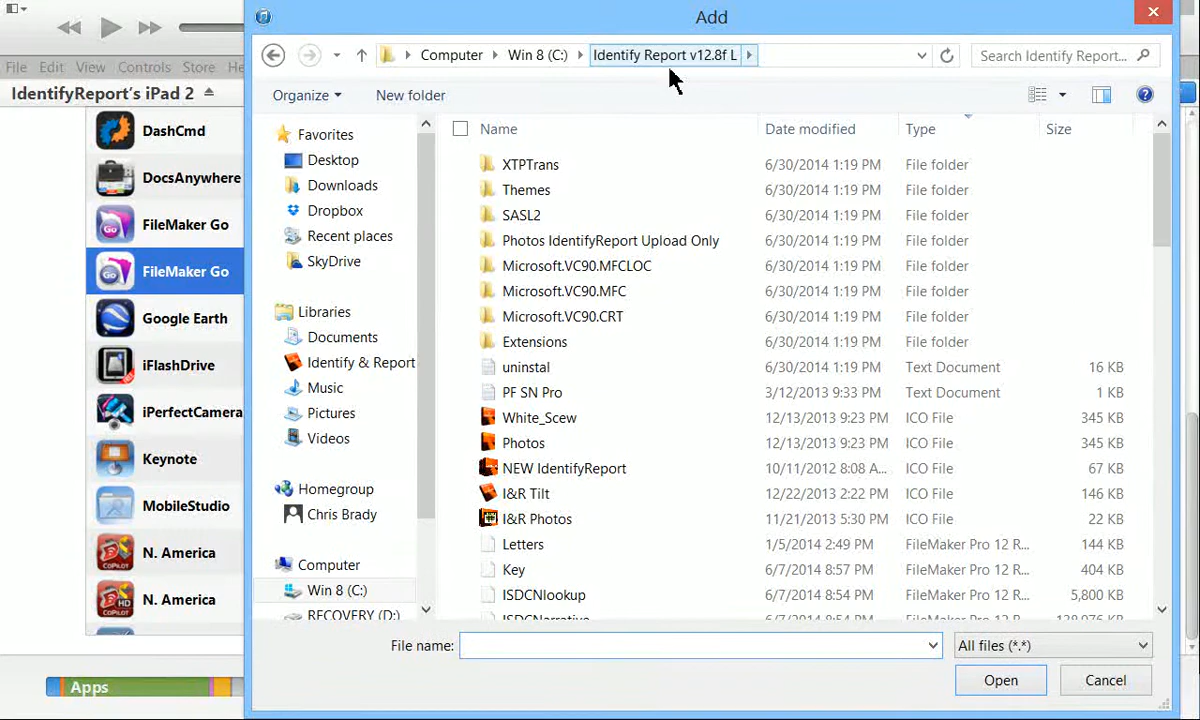 Add
File Edit View Controls Store He
IdentifyReport's iPad 2
DashCmd
DocsAnywhere
FileMaker Go
FileMaker Go
Google Earth
iFlashDrive
iPerfectCamera
Keynote
MobileStudio
N. America
N. America
Apps
Computer Win 8 (C:) Identify Report v12.8f L
Search Identify Report...
Organize New folder
Favorites
Desktop
Downloads
Dropbox
Recent places
SkyDrive
Libraries
Documents
Identify & Report
Music
Pictures
Videos
Homegroup
Chris Brady
Computer
Win 8 (C:)
RECOVERY (D:)
Name Date modified Type Size
XTPTrans 6/30/2014 1:19 PM File folder
Themes 6/30/2014 1:19 PM File folder
SASL2 6/30/2014 1:19 PM File folder
Photos IdentifyReport Upload Only 6/30/2014 1:19 PM File folder
Microsoft.VC90.MFCLOC 6/30/2014 1:19 PM File folder
Microsoft.VC90.MFC 6/30/2014 1:19 PM File folder
Microsoft.VC90.CRT 6/30/2014 1:19 PM File folder
Extensions 6/30/2014 1:19 PM File folder
uninstal 6/30/2014 1:19 PM Text Document 16 KB
PF SN Pro 3/12/2013 9:33 PM Text Document 1 KB
White_Scew 12/13/2013 9:23 PM ICO File 345 KB
Photos 12/13/2013 9:23 PM ICO File 345 KB
NEW IdentifyReport 10/11/2012 8:08 A... ICO File 67 KB
I&R Tilt 12/22/2013 2:22 PM ICO File 146 KB
I&R Photos 11/21/2013 5:30 PM ICO File 22 KB
Letters 1/5/2014 2:49 PM FileMaker Pro 12 R... 144 KB
Key 6/7/2014 8:57 PM FileMaker Pro 12 R... 404 KB
ISDCNlookup 6/7/2014 8:54 PM FileMaker Pro 12 R... 5,800 KB
ISDCNNarrative 6/7/2014 8:54 PM FileMaker Pro 12 R...
File name: All files (*.*)
Open Cancel